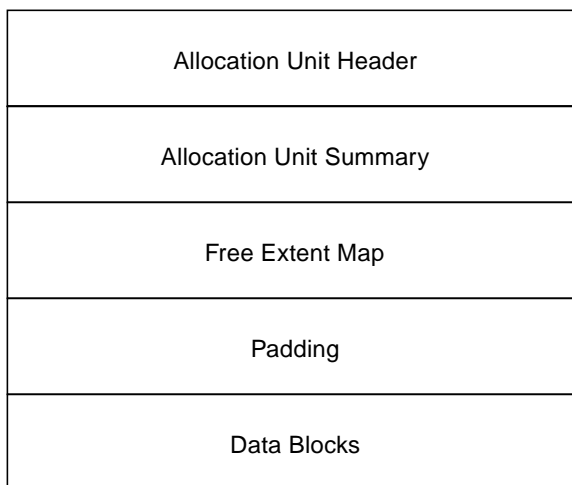 Allocation Unit Header
Allocation Unit Summary
Free Extent Map
Padding
Data Blocks